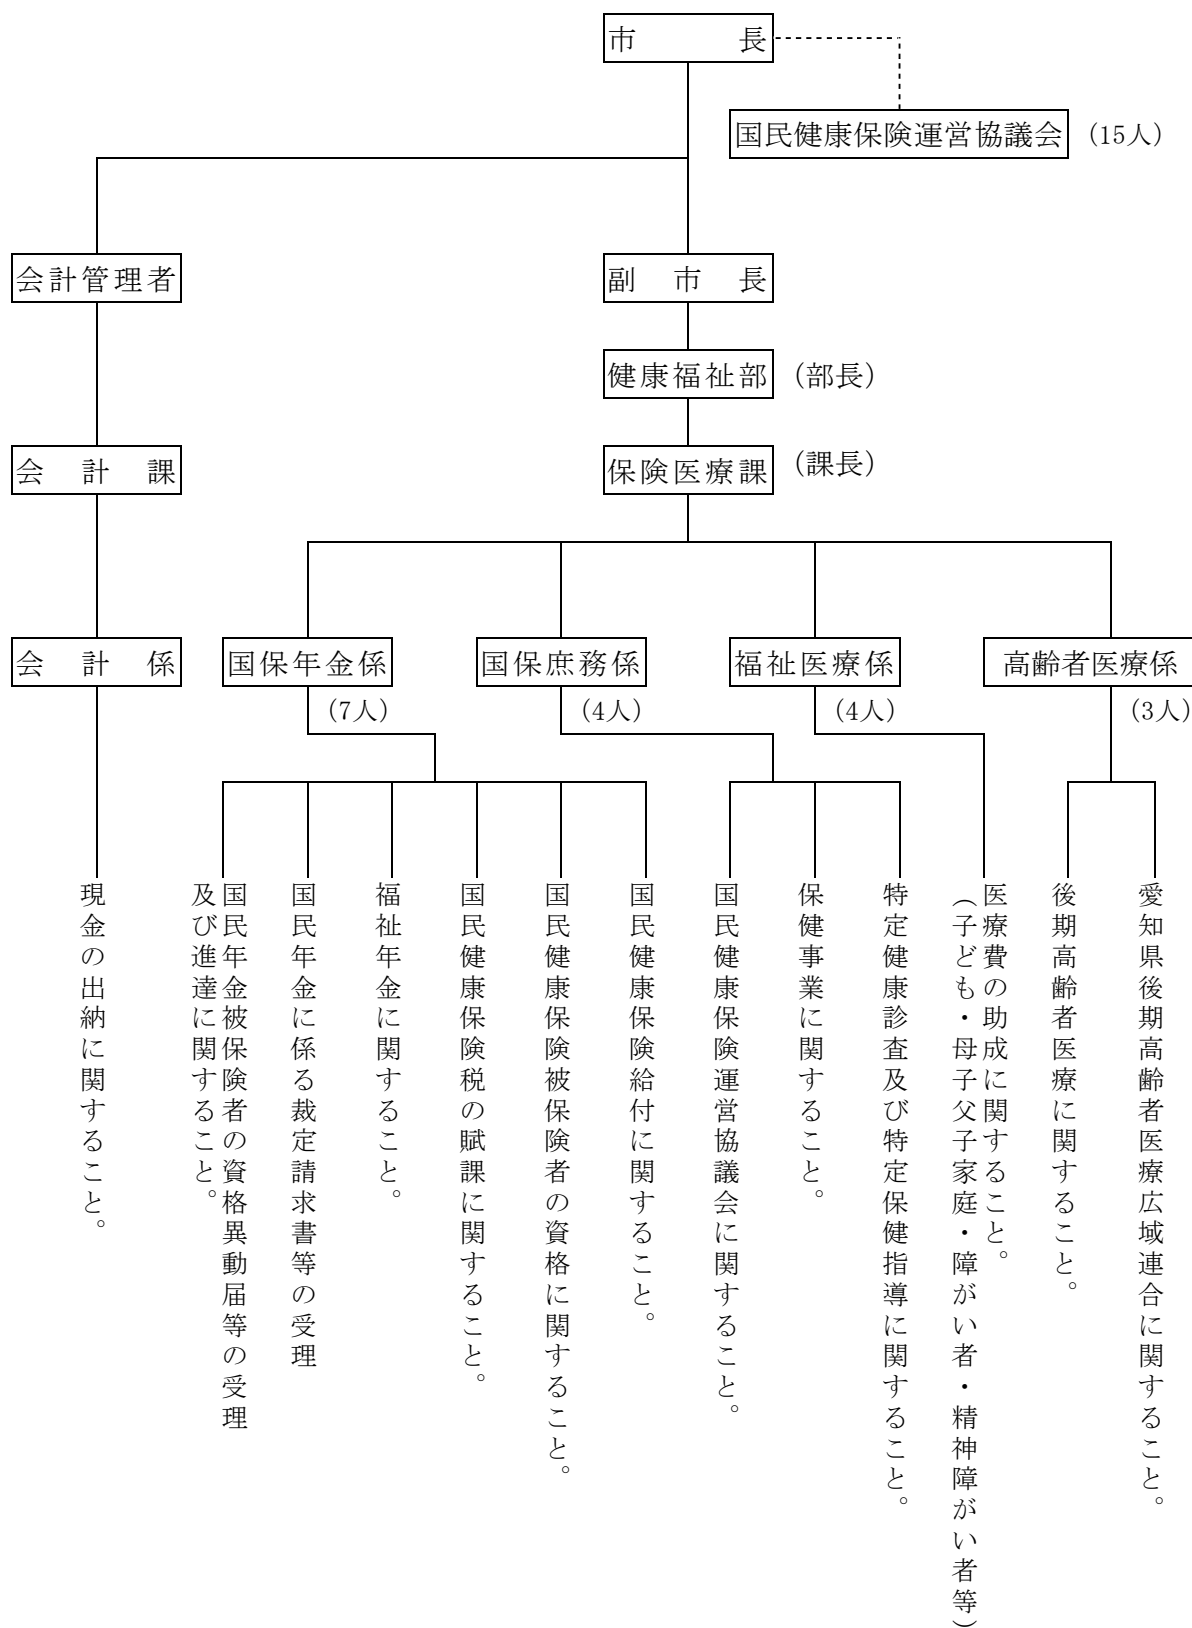 市長
国民健康保険運営協議会 (15人)
会計管理者
副市長
健康福祉部 (部長)
会計課
保険医療課 (課長)
会計係
国保年金係
国保庶務係
福祉医療係
高齢者医療係
(7人)
(4人)
(4人)
(3人)
現金の出納に関すること。
国民年金被保険者の資格異動届等の受理
及び進達に関すること。
国民年金に係る裁定請求書等の受理
福祉年金に関すること。
国民健康保険税の賦課に関すること。
国民健康保険被保険者の資格に関すること。
国民健康保険給付に関すること。
国民健康保険運営協議会に関すること。
保健事業に関すること。
特定健康診査及び特定保健指導に関すること。
医療費の助成に関すること。
(子ども・母子父子家庭・障がい者・精神障がい者等)
後期高齢者医療に関すること。
愛知県後期高齢者医療広域連合に関すること。